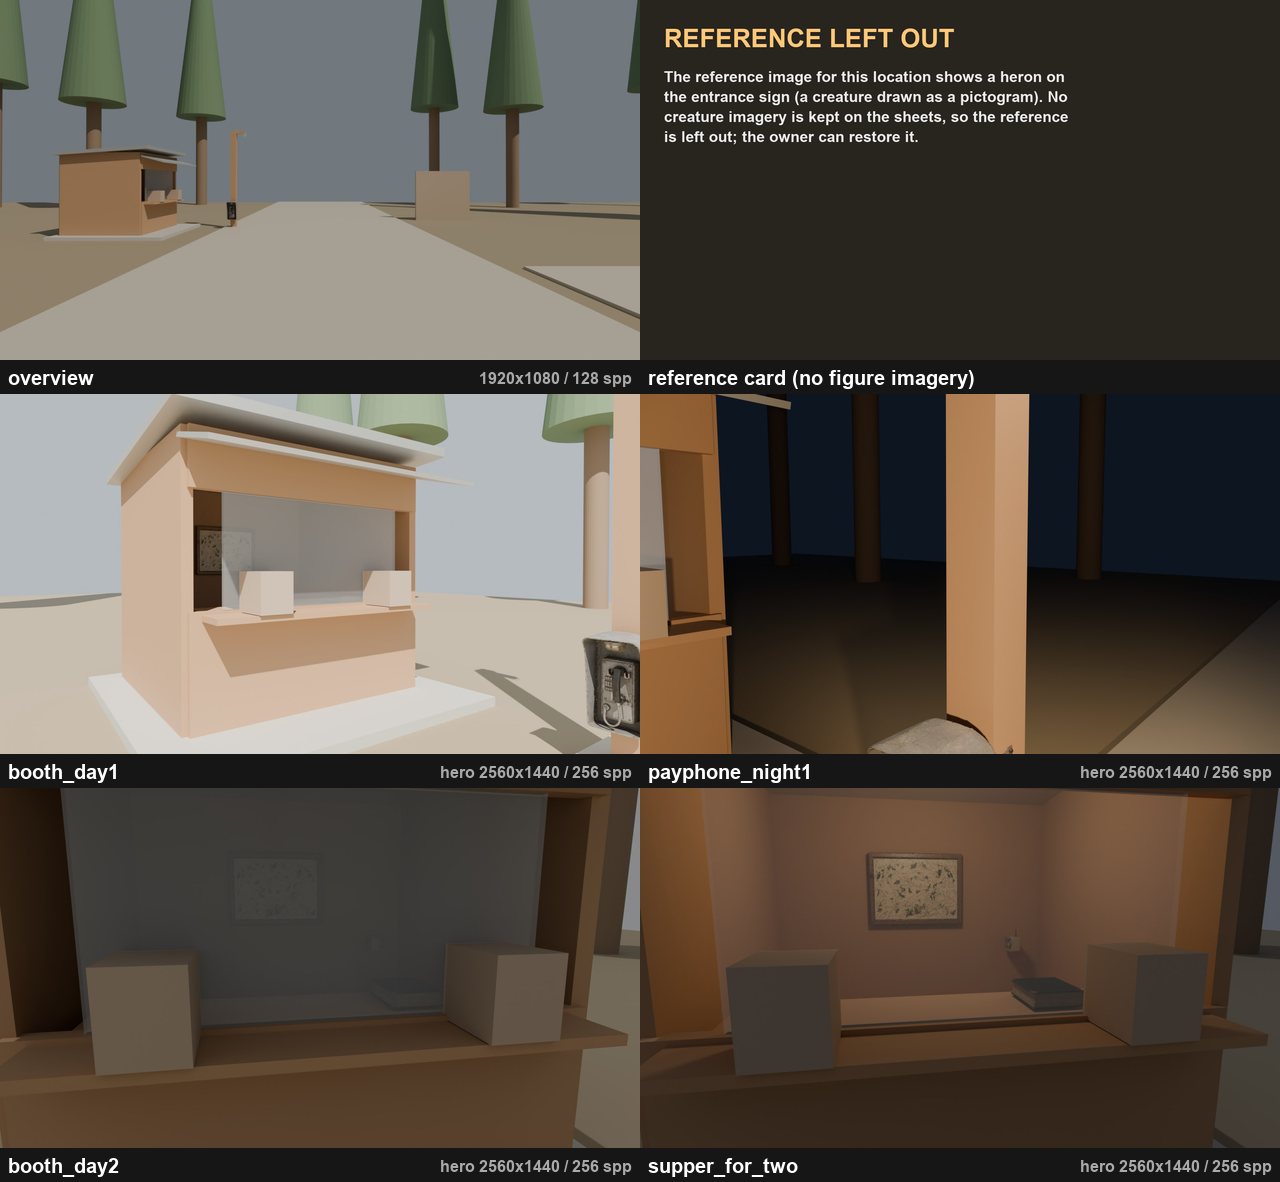 REFERENCE LEFT OUT
The reference image for this location shows a heron on
the entrance sign (a creature drawn as a pictogram). No
creature imagery is kept on the sheets, so the reference
is left out; the owner can restore it.
overview
1920x1080 / 128 spp
reference card (no figure imagery)
booth_day1
hero 2560x1440 / 256 spp
payphone_night1
hero 2560x1440 / 256 spp
booth_day2
hero 2560x1440 / 256 spp
supper_for_two
hero 2560x1440 / 256 spp